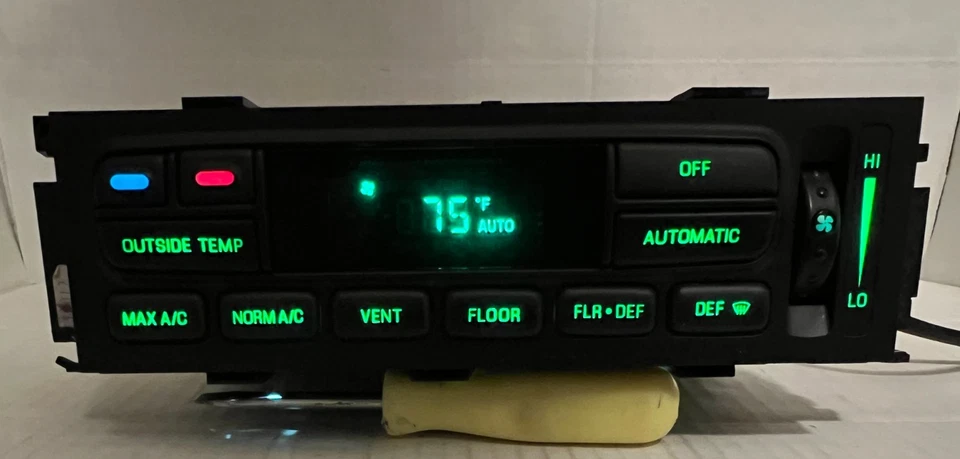 OFF
HI
75 °F
AUTO
OUTSIDE TEMP
AUTOMATIC
LO
MAX A/C
NORM A/C
VENT
FLOOR
FLR • DEF
DEF